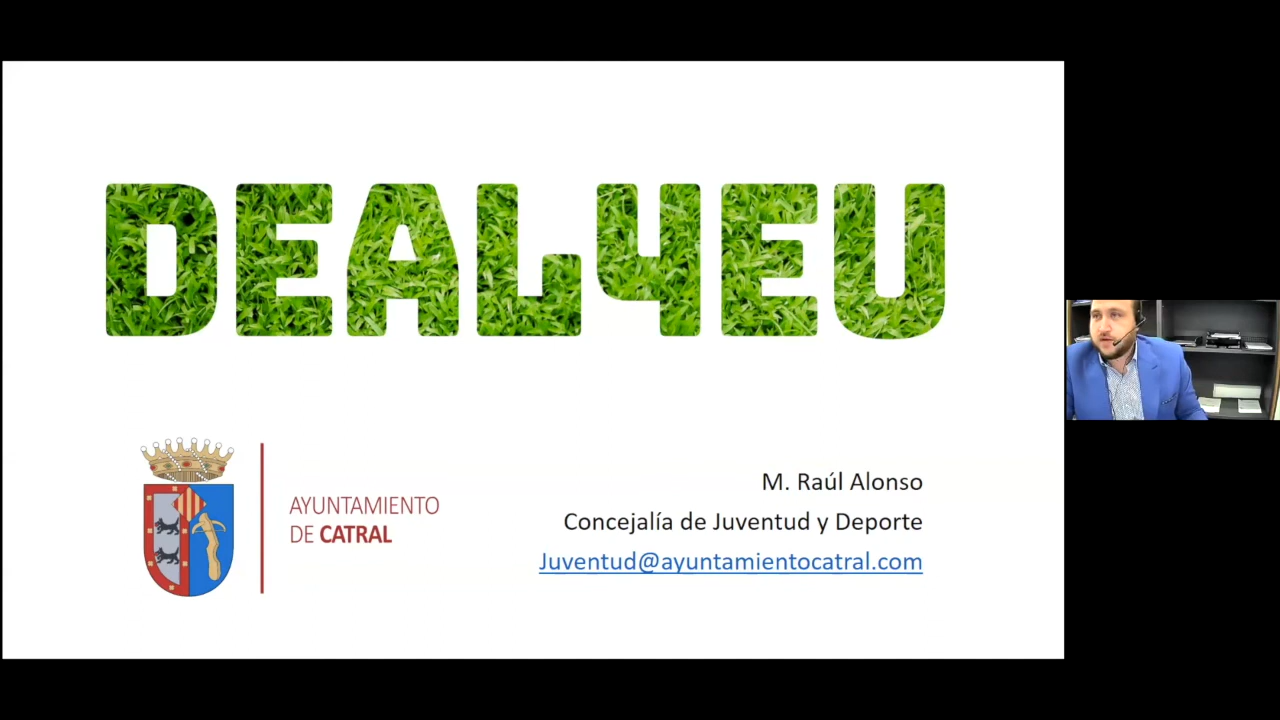 DEAL4EU
AYUNTAMIENTO
DE CATRAL
M. Raúl Alonso
Concejalía de Juventud y Deporte
Juventud@ayuntamientocatral.com